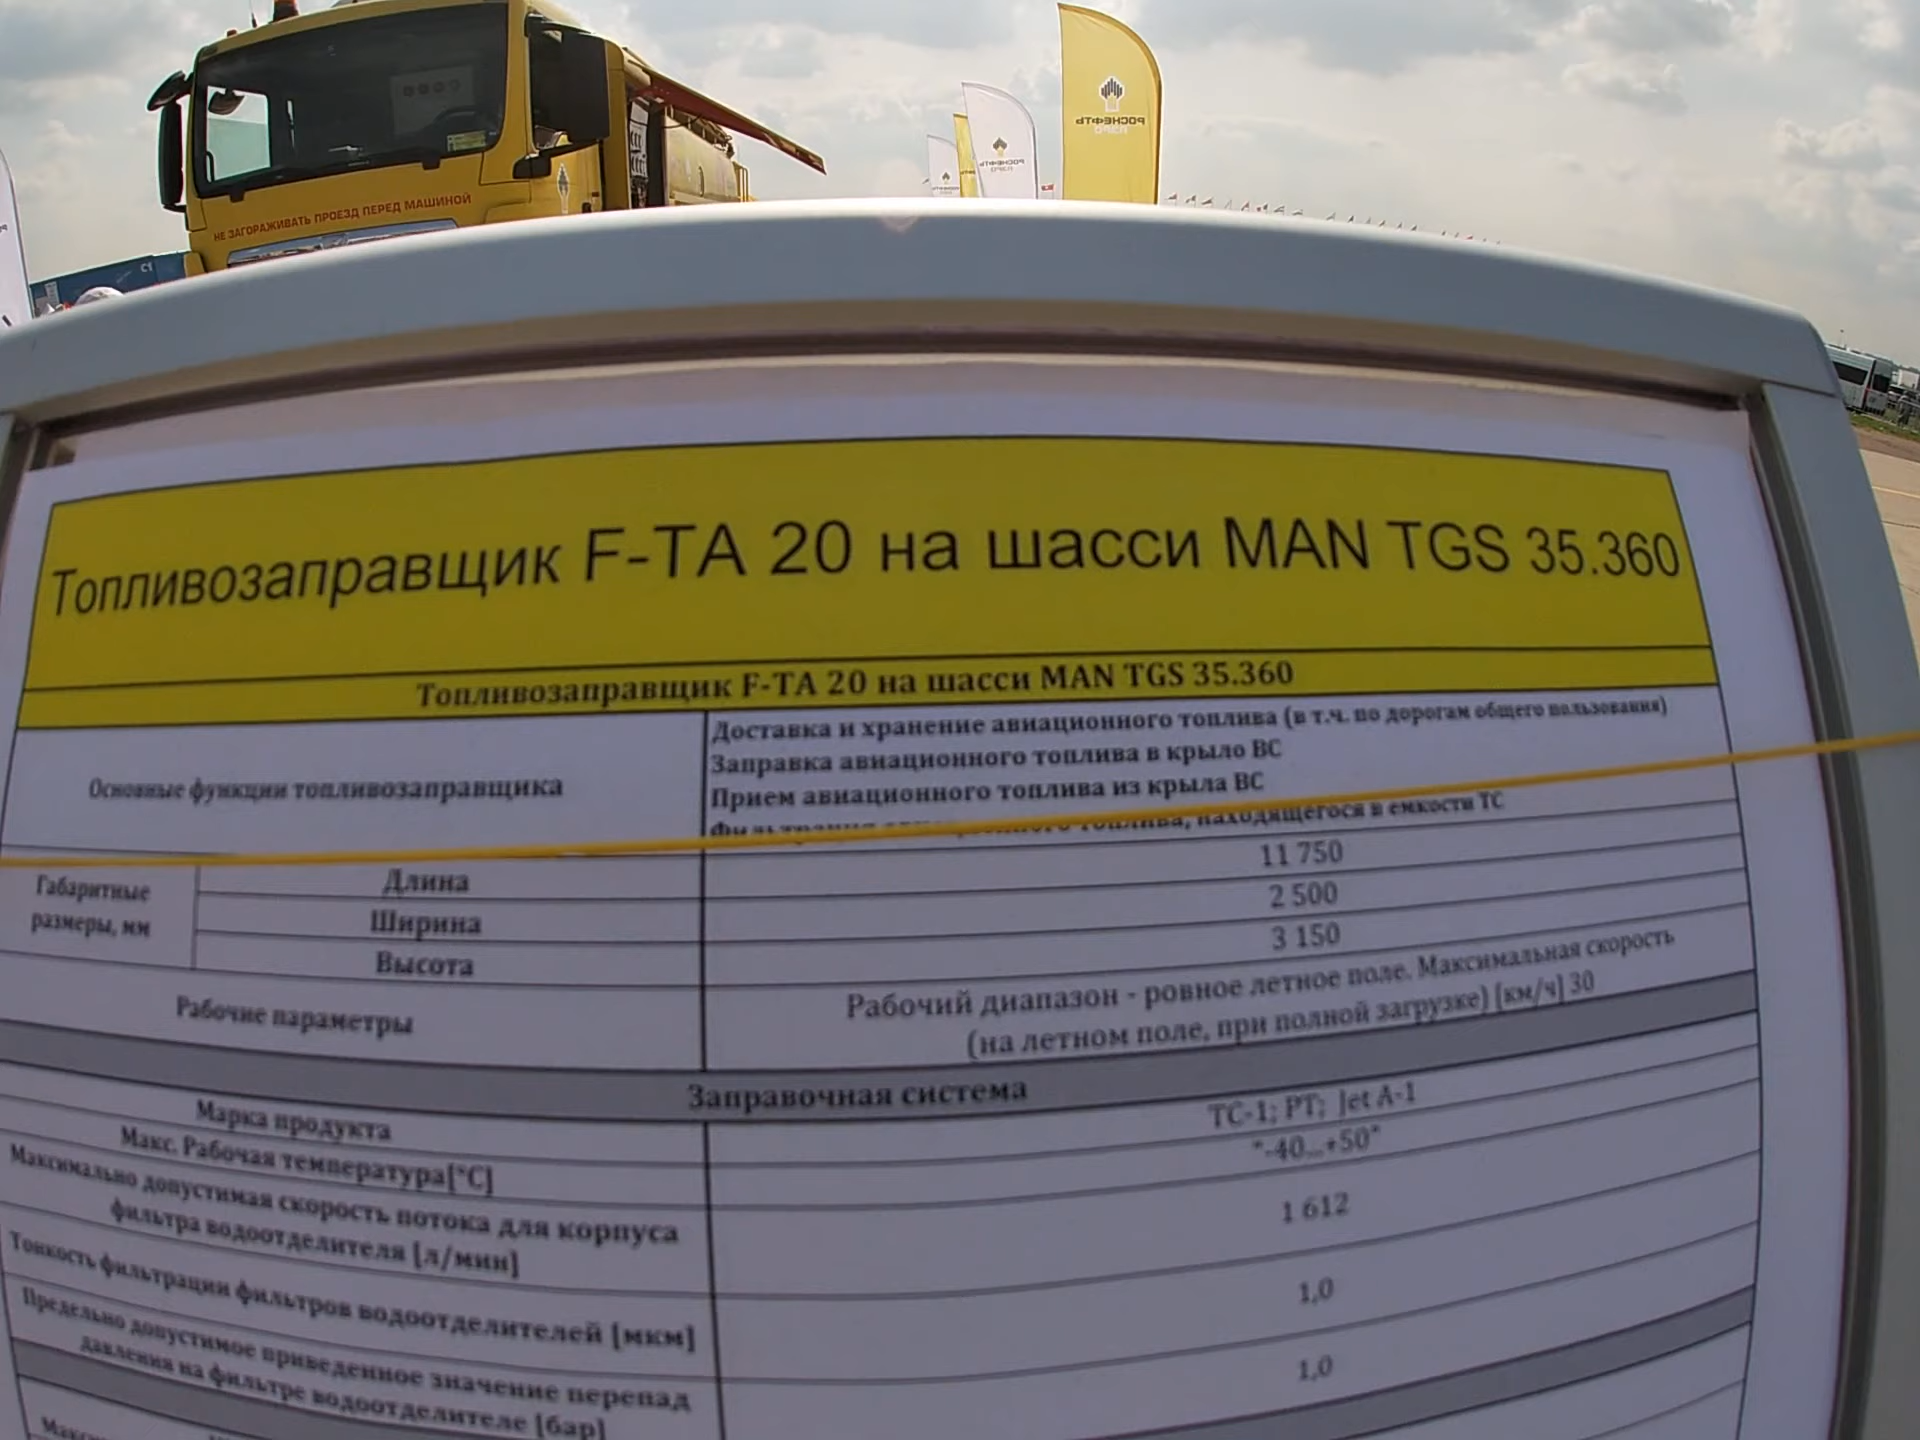 НЕ ЗАГОРАЖИВАТЬ ПРОЕЗД ПЕРЕД МАШИНОЙ
РОСНЕФТЬ
АЭРО
РОСНЕФТЬ
АЭРО
C1
Топливозаправщик F-TA 20 на шасси MAN TGS 35.360
Топливозаправщик F-TA 20 на шасси MAN TGS 35.360
Основные функции топливозаправщика
Доставка и хранение авиационного топлива (в т.ч. по дорогам общего пользования)
Заправка авиационного топлива в крыло ВС
Прием авиационного топлива из крыла ВС
топлива, находящегося в емкости ТС
Габаритные
размеры, мм
Длина
11 750
Ширина
2 500
Высота
3 150
Рабочие параметры
Рабочий диапазон - ровное летное поле. Максимальная скорость
(на летном поле, при полной загрузке) [км/ч] 30
Заправочная система
Марка продукта
ТС-1; РТ; Jet A-1
Макс. Рабочая температура[°C]
"-40...+50"
Максимально допустимая скорость потока для корпуса
фильтра водоотделителя [л/мин]
1 612
Тонкость фильтрации фильтров водоотделителей [мкм]
1,0
Предельно допустимое приведенное значение перепад
давления на фильтре водоотделителе [бар]
1,0